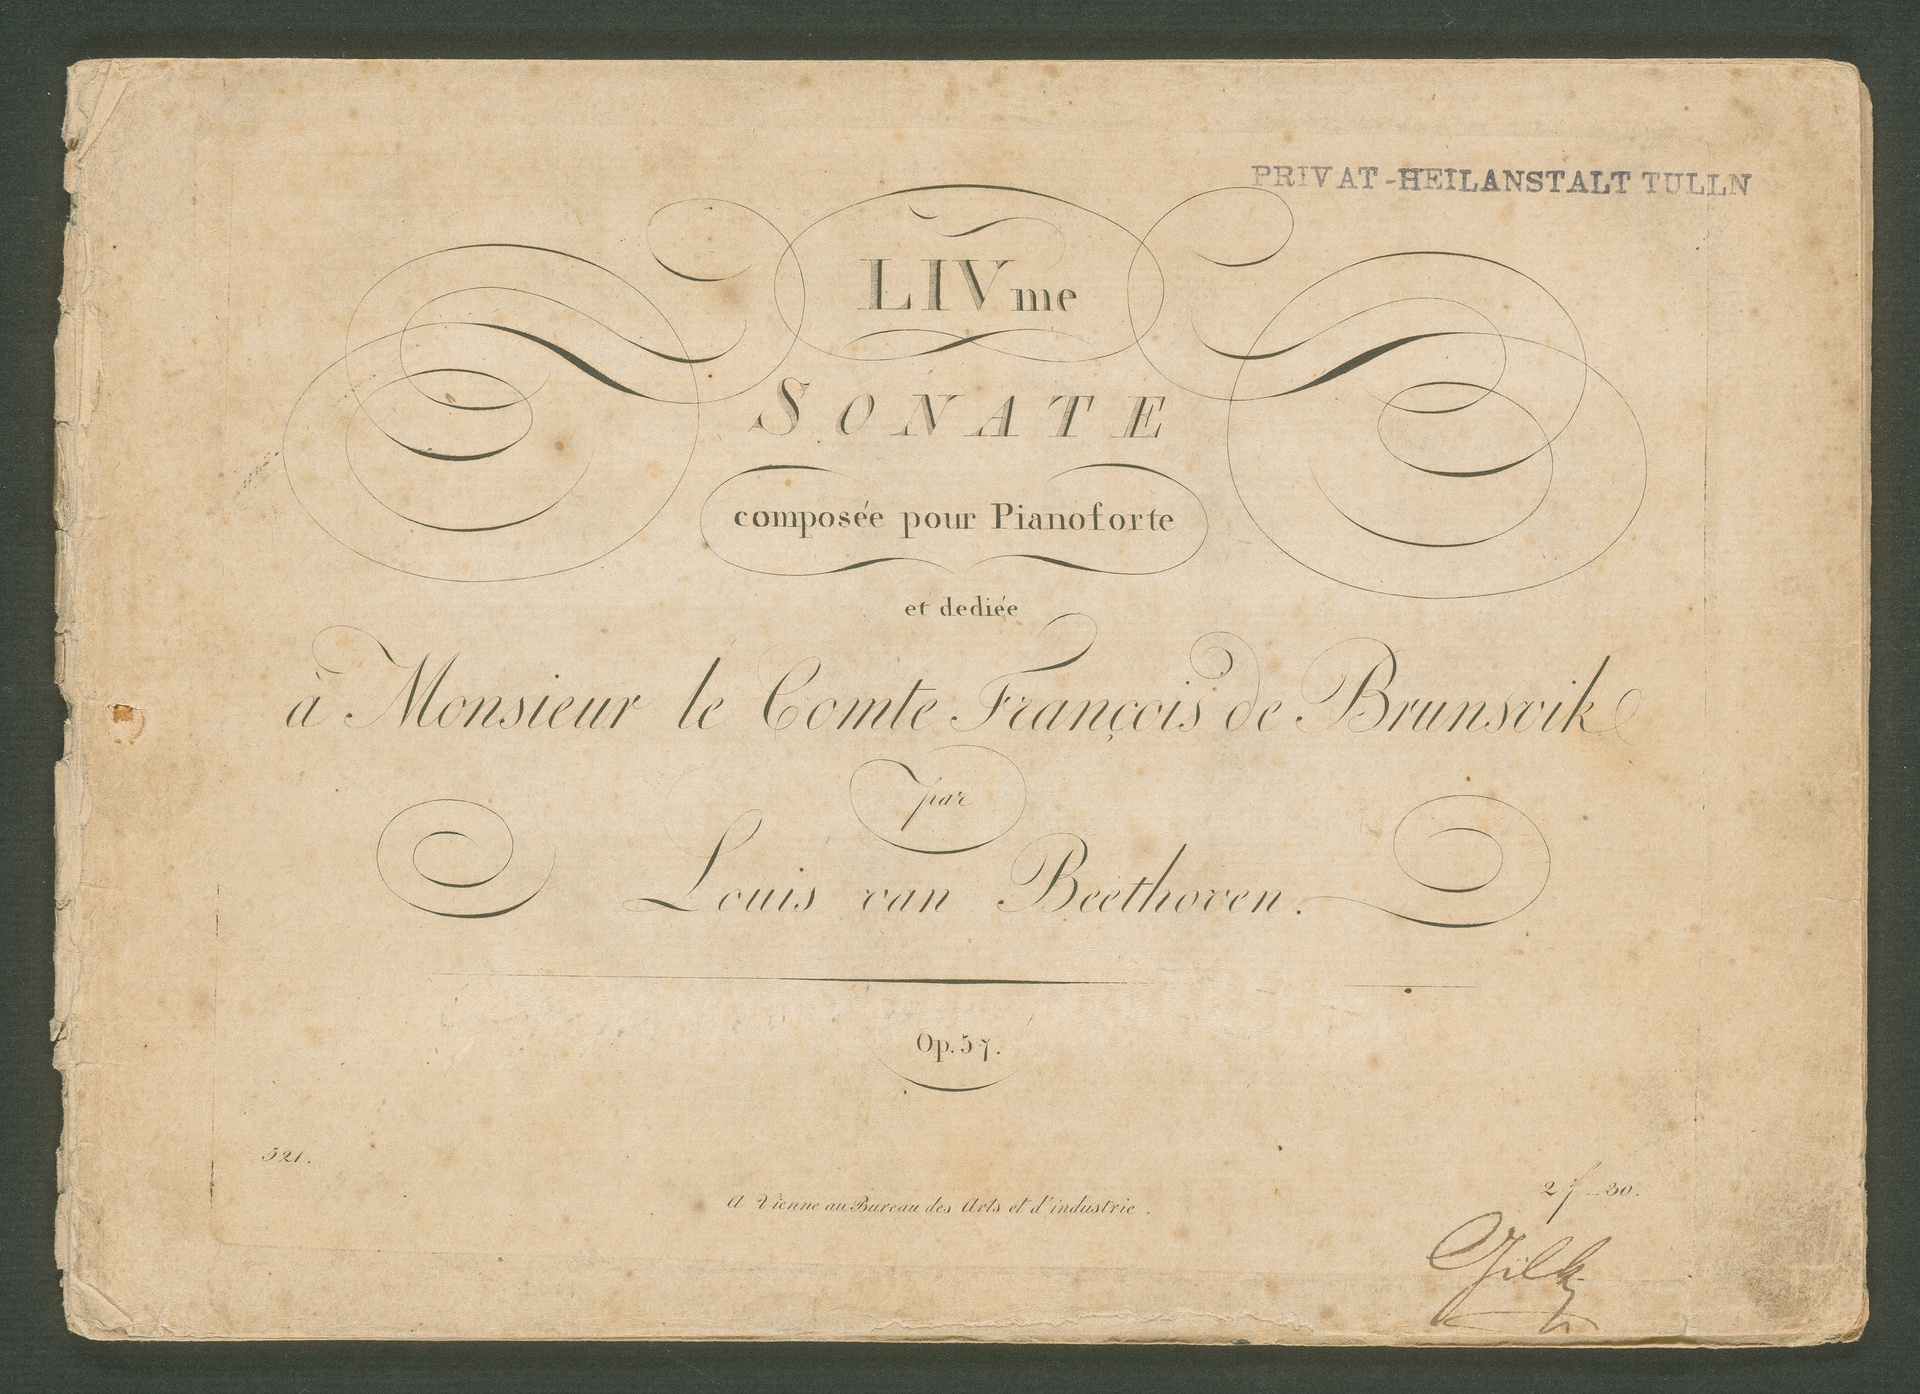 PRIVAT-HEILANSTALT TULLN
LIVme
SONATE
composée pour Pianoforte
et dediée
à Monsieur le Comte François de Brunsvik
par
Louis van Beethoven.
Op. 57.
521.
2 f _ 30.
A Vienne au Bureau des Arts et d'industrie.